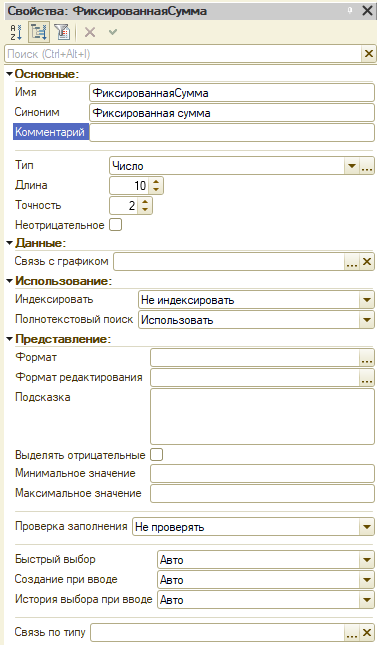 Свойства: ФиксированнаяСумма
Поиск (Ctrl+Alt+I)
Основные:
Имя ФиксированнаяСумма
Синоним Фиксированная сумма
Комментарий
Тип Число
Длина 10
Точность 2
Неотрицательное
Данные:
Связь с графиком
Использование:
Индексировать Не индексировать
Полнотекстовый поиск Использовать
Представление:
Формат
Формат редактирования
Подсказка
Выделять отрицательные
Минимальное значение
Максимальное значение
Проверка заполнения Не проверять
Быстрый выбор Авто
Создание при вводе Авто
История выбора при вводе Авто
Связь по типу